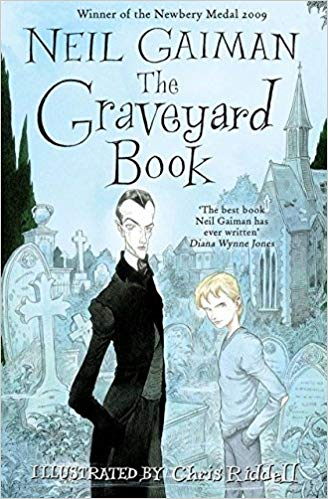 Winner of the Newbery Medal 2009
NEIL GAIMAN
The
Graveyard
Book
'The best book
Neil Gaiman has
ever written'
Diana Wynne Jones
ILLUSTRATED BY Chris Riddell